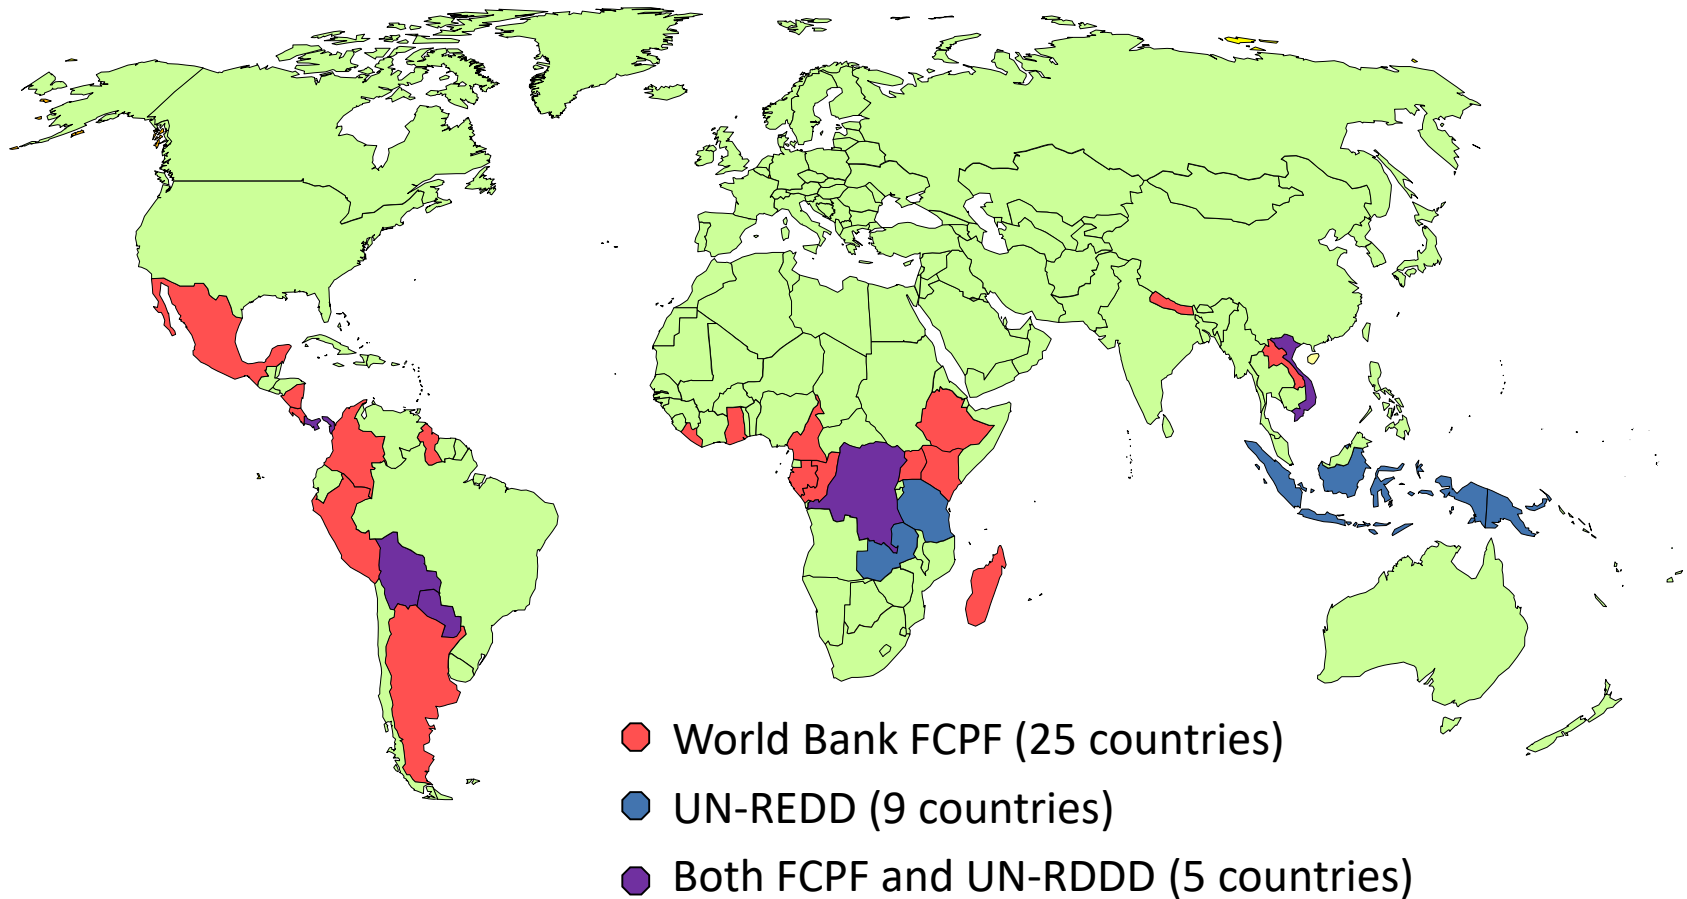 World Bank FCPF (25 countries)
UN-REDD (9 countries)
Both FCPF and UN-RDDD (5 countries)